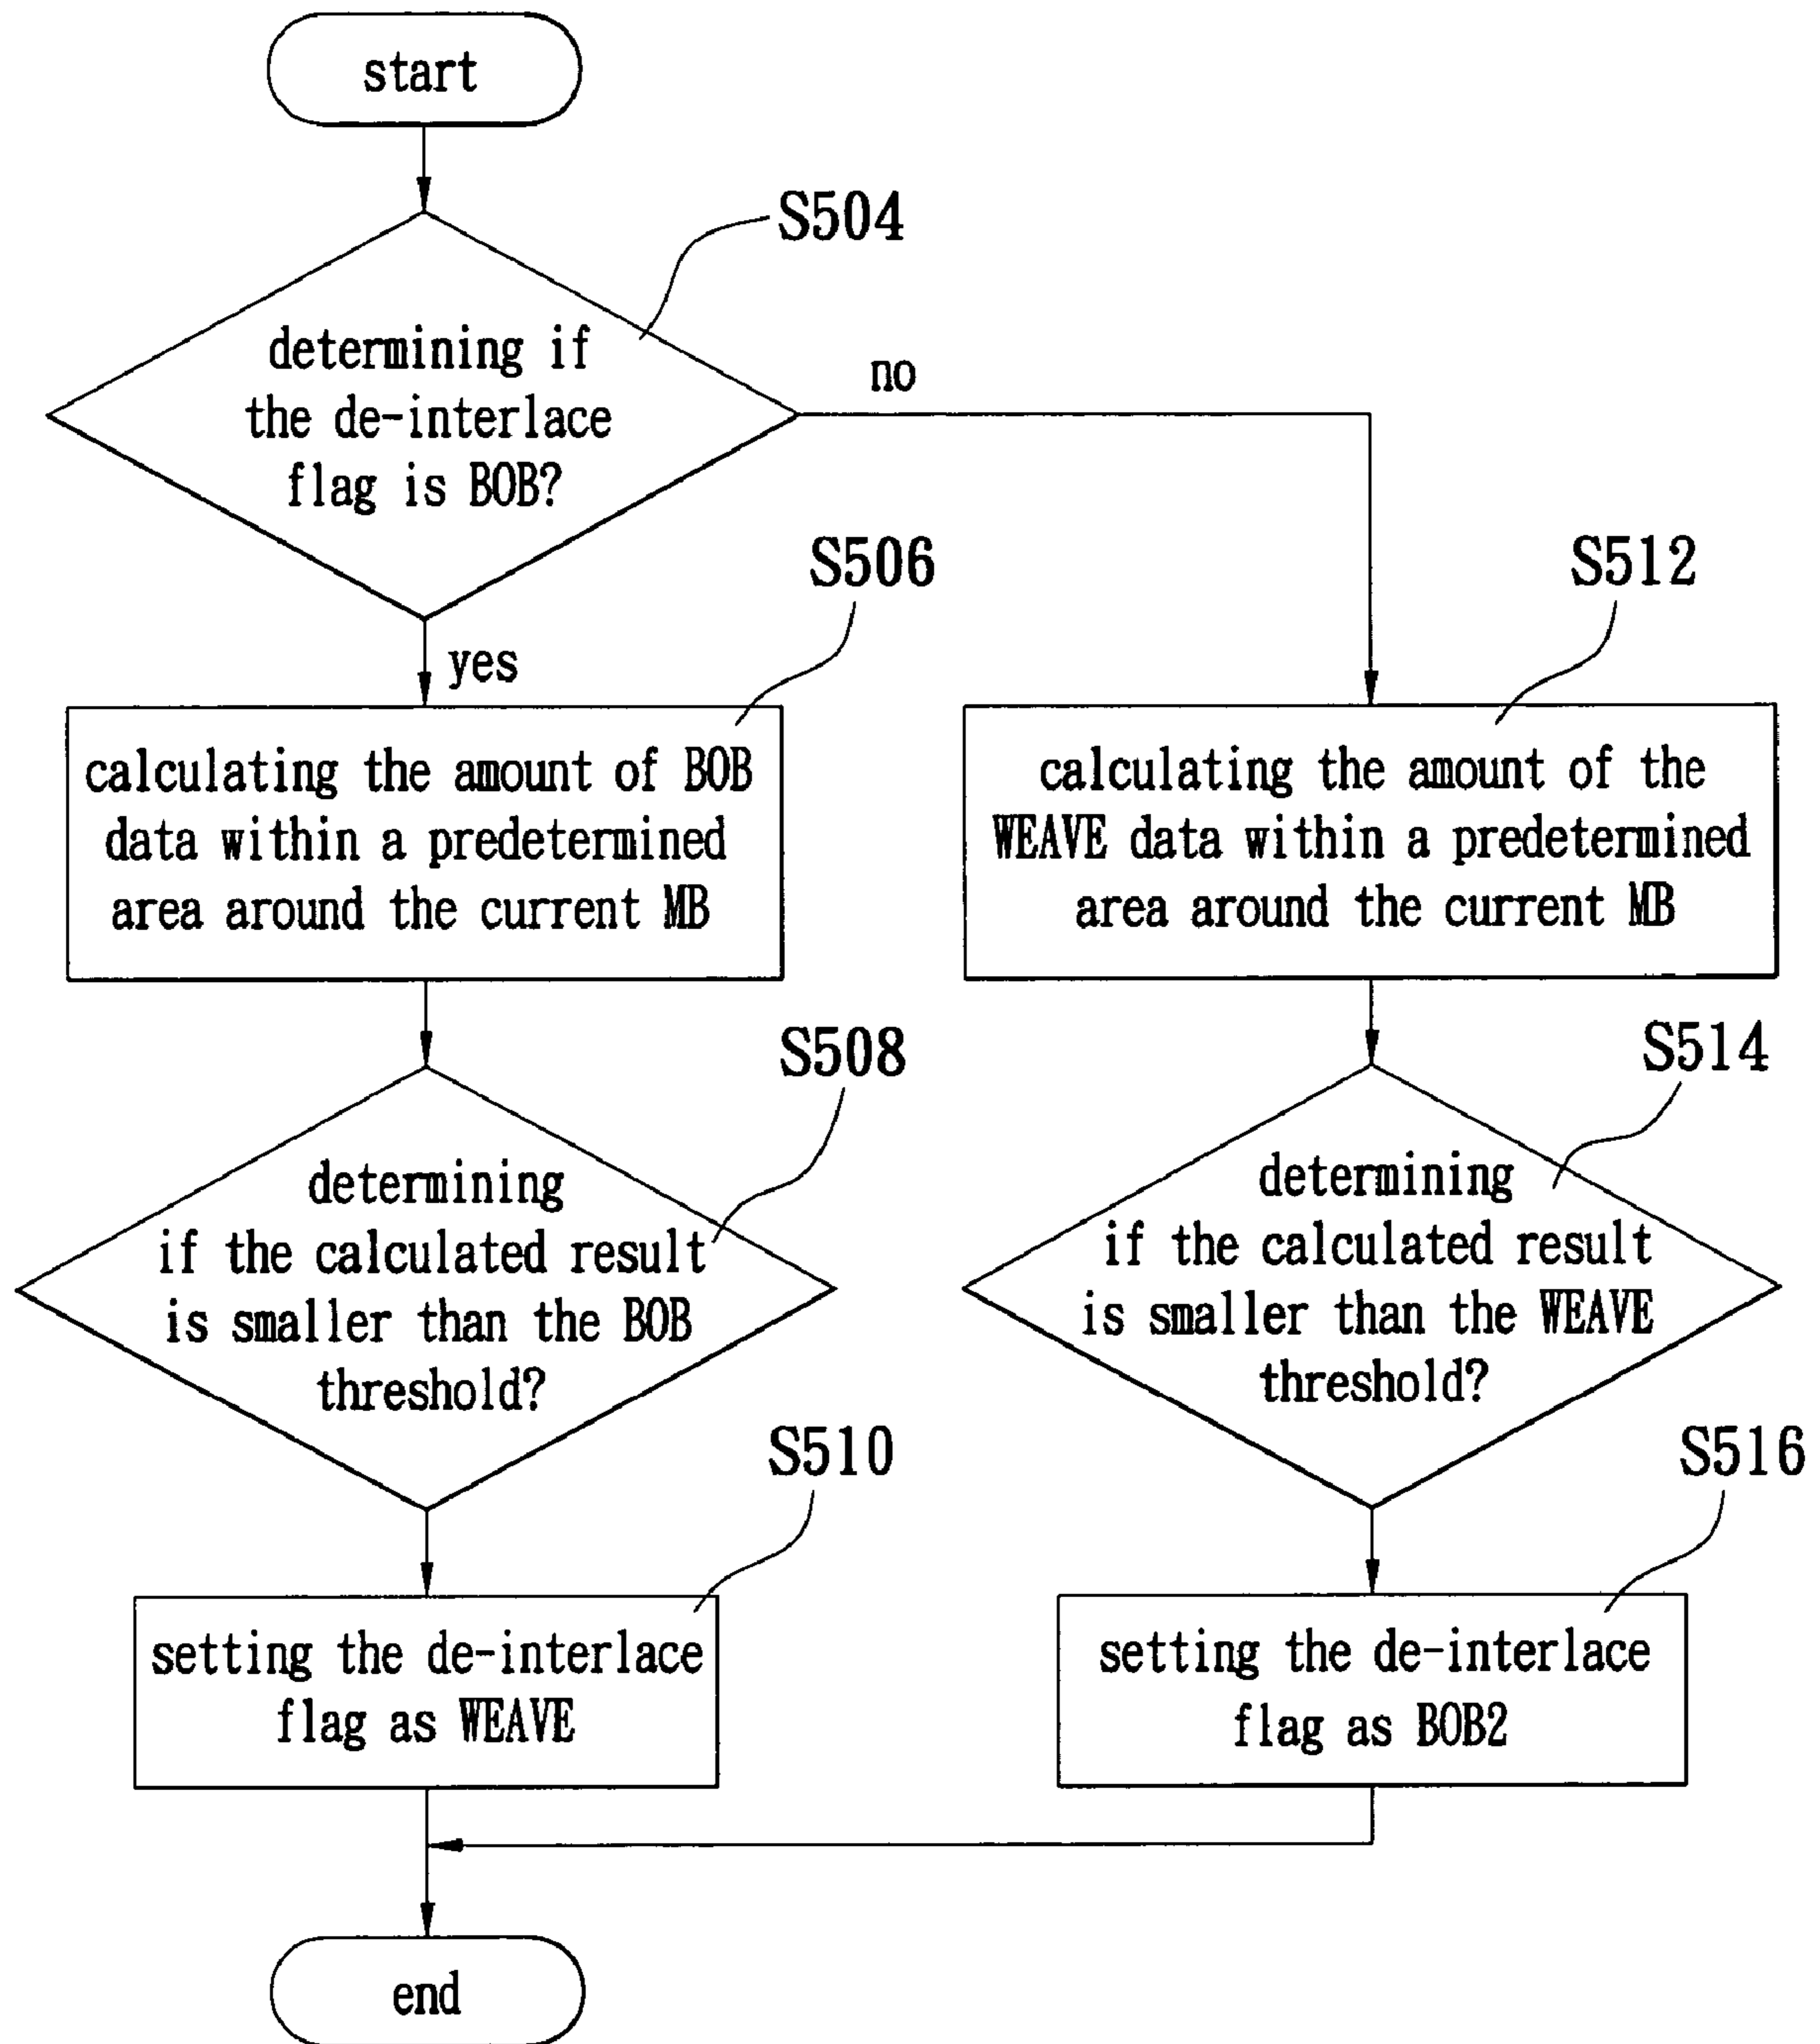 start
S504
determining if
the de-interlace
flag is BOB?
no
yes
S506
calculating the amount of BOB
data within a predetermined
area around the current MB
S512
calculating the amount of the
WEAVE data within a predetermined
area around the current MB
S508
determining
if the calculated result
is smaller than the BOB
threshold?
S514
determining
if the calculated result
is smaller than the WEAVE
threshold?
S510
setting the de-interlace
flag as WEAVE
S516
setting the de-interlace
flag as BOB2
end